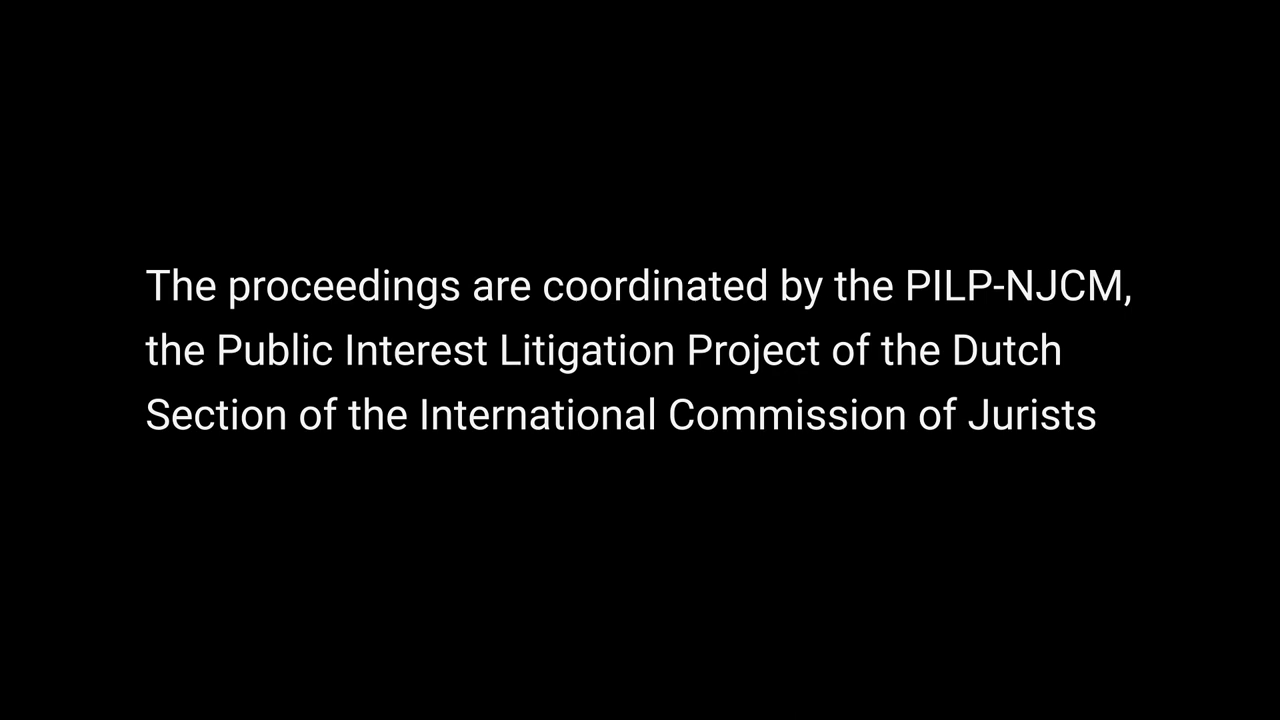 The proceedings are coordinated by the PILP-NJCM,
the Public Interest Litigation Project of the Dutch
Section of the International Commission of Jurists